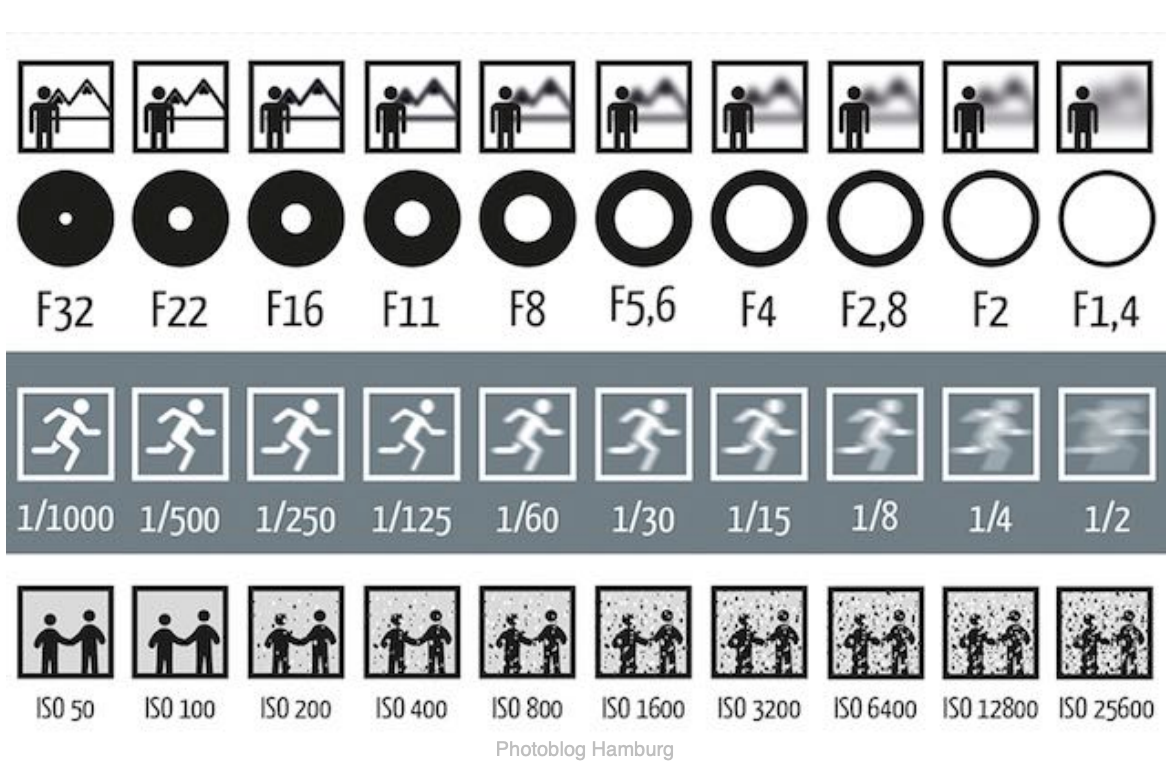 F32 F22 F16 F11 F8 F5,6 F4 F2,8 F2 F1,4
1/1000 1/500 1/250 1/125 1/60 1/30 1/15 1/8 1/4 1/2
ISO 50 ISO 100 ISO 200 ISO 400 ISO 800 ISO 1600 ISO 3200 ISO 6400 ISO 12800 ISO 25600
Photoblog Hamburg